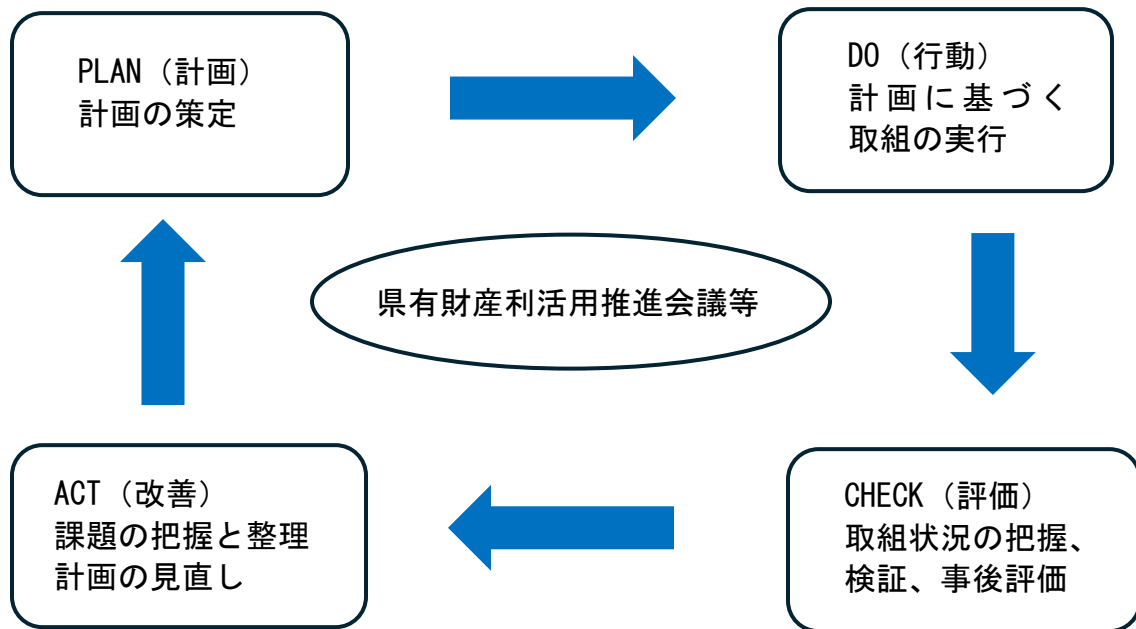 PLAN(計画)
計画の策定
DO(行動)
計画に基づく
取組の実行
県有財産利活用推進会議等
ACT(改善)
課題の把握と整理
計画の見直し
CHECK(評価)
取組状況の把握、
検証、事後評価